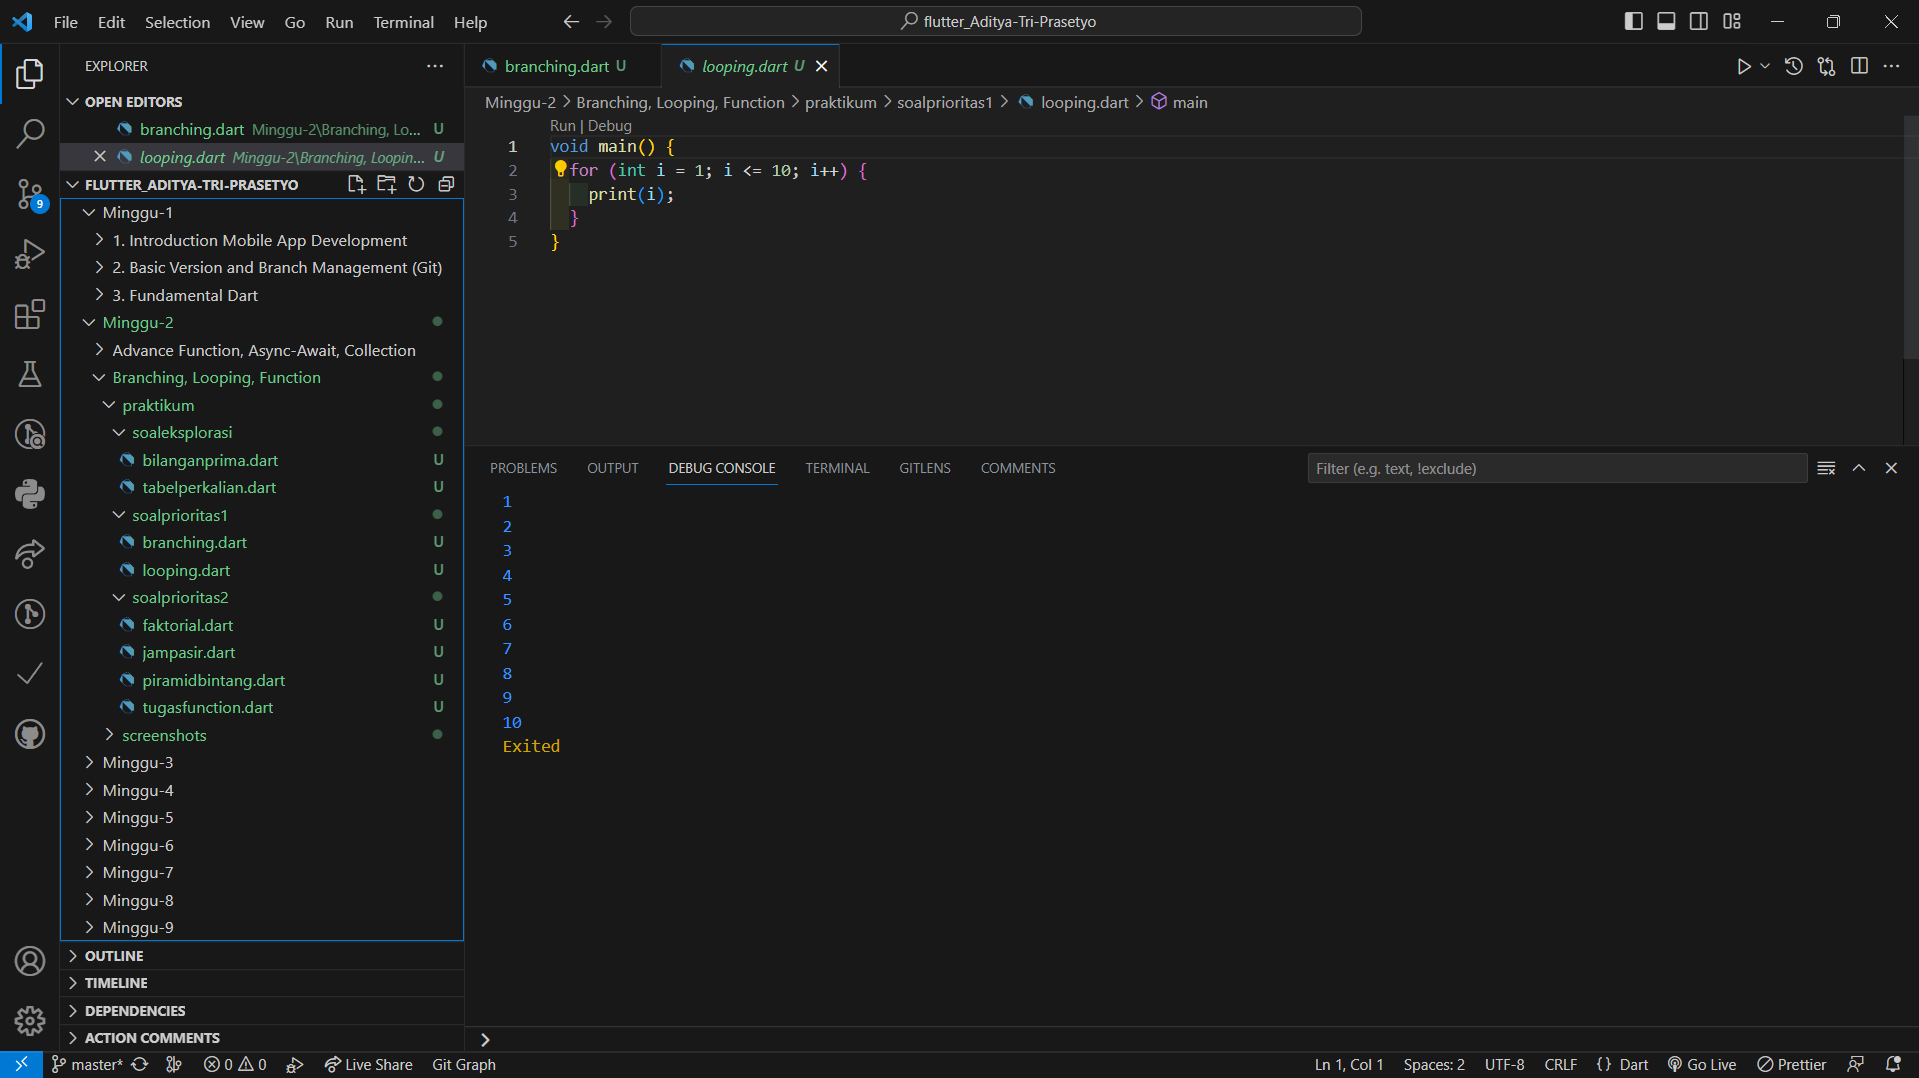 File Edit Selection View Go Run Terminal Help
flutter_Aditya-Tri-Prasetyo
EXPLORER
OPEN EDITORS
branching.dart Minggu-2\Branching, Lo... U
looping.dart Minggu-2\Branching, Loopin... U
FLUTTER_ADITYA-TRI-PRASETYO
9
Minggu-1
1. Introduction Mobile App Development
2. Basic Version and Branch Management (Git)
3. Fundamental Dart
Minggu-2
Advance Function, Async-Await, Collection
Branching, Looping, Function
praktikum
soaleksplorasi
bilanganprima.dart U
tabelperkalian.dart U
soalprioritas1
branching.dart U
looping.dart U
soalprioritas2
faktorial.dart U
jampasir.dart U
piramidbintang.dart U
tugasfunction.dart U
screenshots
Minggu-3
Minggu-4
Minggu-5
Minggu-6
Minggu-7
Minggu-8
Minggu-9
OUTLINE
TIMELINE
DEPENDENCIES
ACTION COMMENTS
branching.dart U looping.dart U
Minggu-2 > Branching, Looping, Function > praktikum > soalprioritas1 > looping.dart > main
Run | Debug
1 void main() {
2 for (int i = 1; i <= 10; i++) {
3 print(i);
4 }
5 }
PROBLEMS OUTPUT DEBUG CONSOLE TERMINAL GITLENS COMMENTS Filter (e.g. text, !exclude)
1
2
3
4
5
6
7
8
9
10
Exited
master* 0 0 Live Share Git Graph Ln 1, Col 1 Spaces: 2 UTF-8 CRLF {} Dart Go Live Prettier